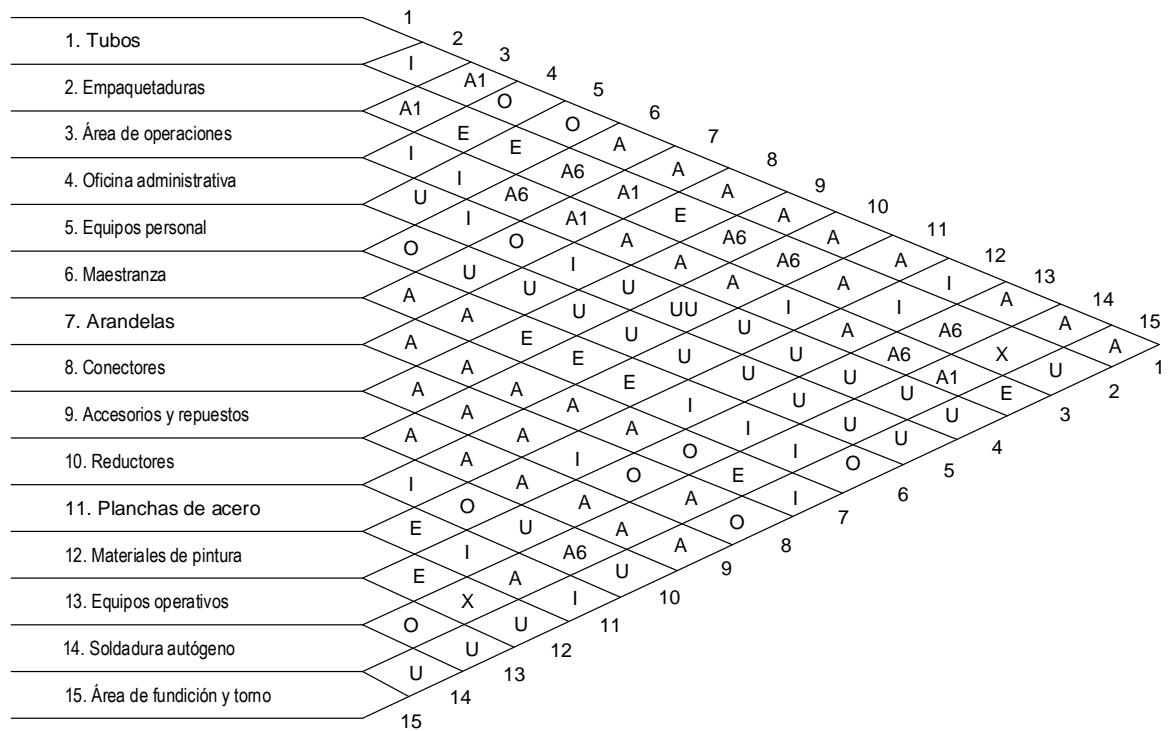 1 2 3 4 5 6 7 8 9 10 11 12 13 14 15
1. Tubos
2. Empaquetaduras
3. Área de operaciones
4. Oficina administrativa
5. Equipos personal
6. Maestranza
7. Arandelas
8. Conectores
9. Accesorios y repuestos
10. Reductores
11. Planchas de acero
12. Materiales de pintura
13. Equipos operativos
14. Soldadura autógeno
15. Área de fundición y torno
I A1 O O A A A A A A I A A A
A1 E E A6 A1 E A6 A6 A I A6 X U
I I A6 A1 A A A I A A6 A1 E
U I O I U UU U U U U U
O U U U U U U U U U
A A E E E I I I O
A A A A A O E I
A A A I O A O
A A A A A A
I O U A6 U
E I A I
E X U
O U
U
1 2 3 4 5 6 7 8 9 10 11 12 13 14 15